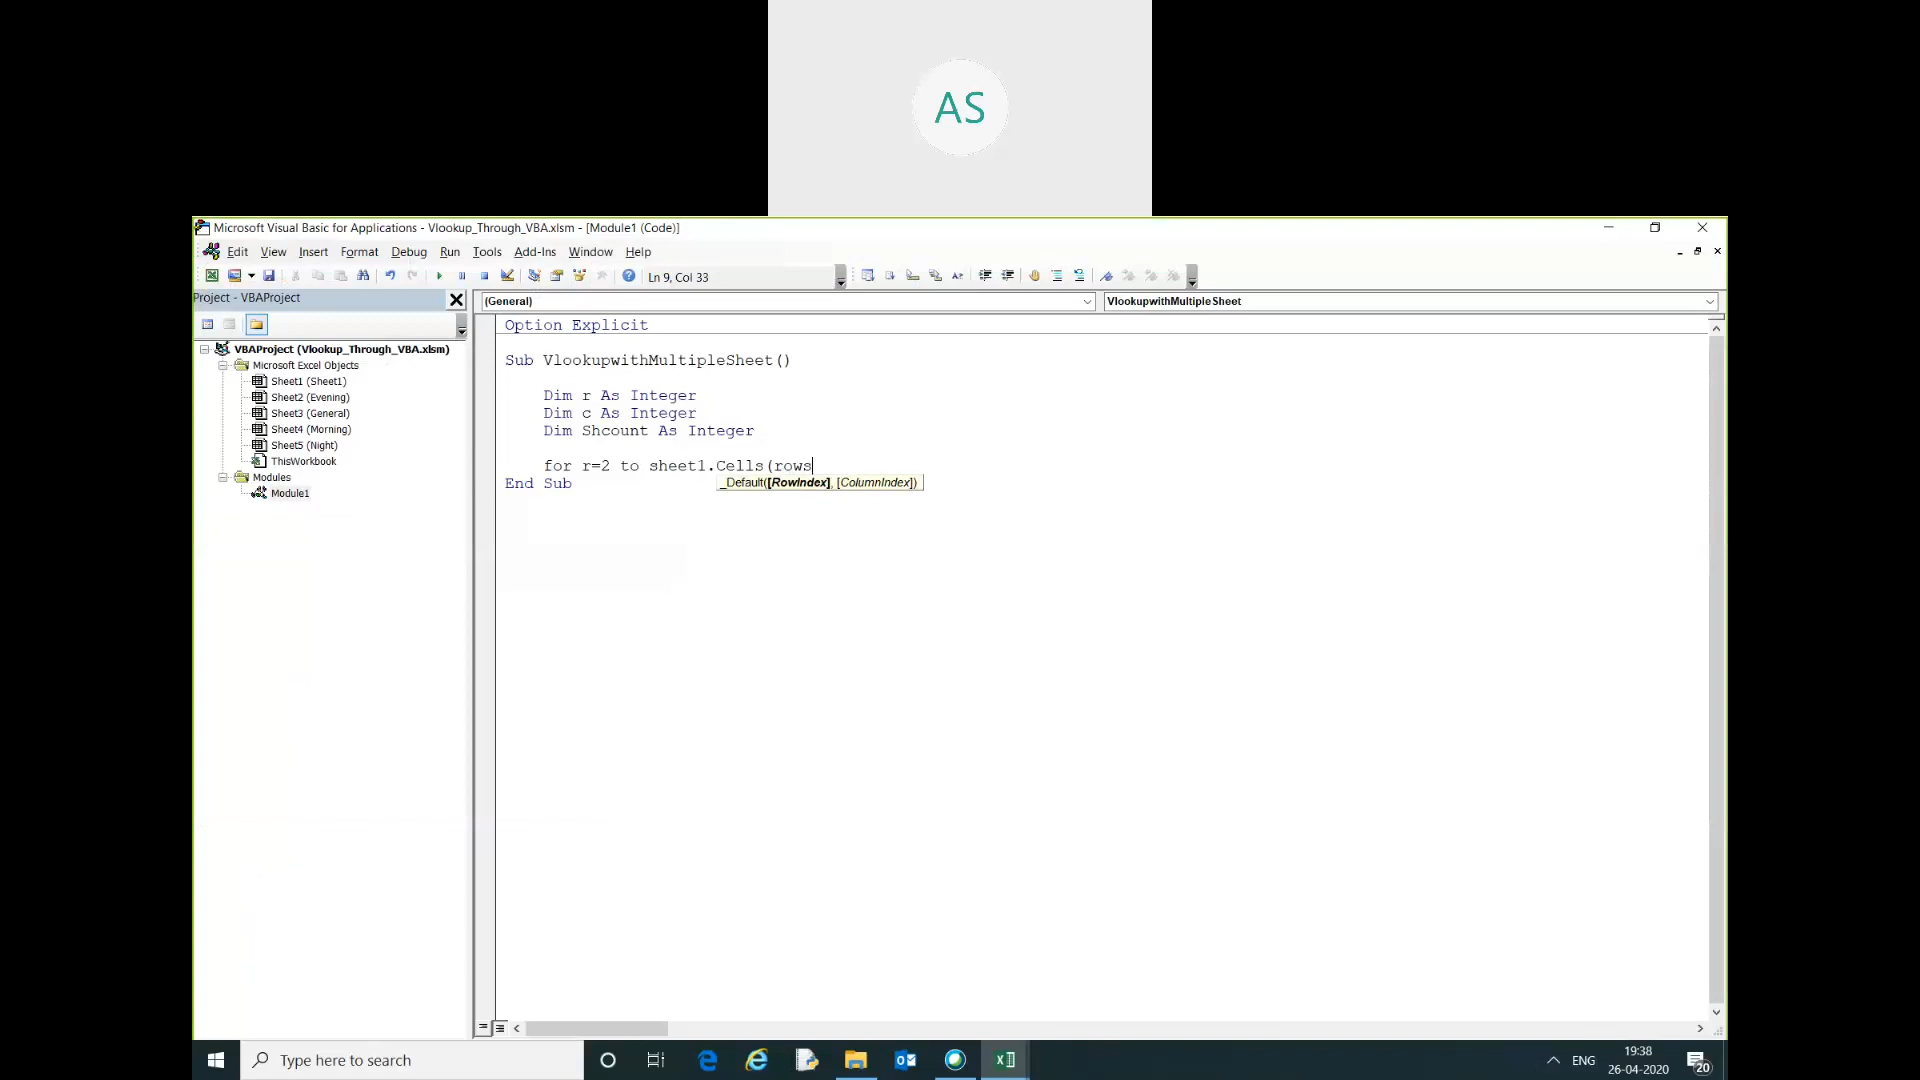 AS
Microsoft Visual Basic for Applications - Vlookup_Through_VBA.xlsm - [Module1 (Code)]
Edit View Insert Format Debug Run Tools Add-Ins Window Help
Ln 9, Col 33
Project - VBAProject
(General)
VlookupwithMultipleSheet
VBAProject (Vlookup_Through_VBA.xlsm)
Microsoft Excel Objects
Sheet1 (Sheet1)
Sheet2 (Evening)
Sheet3 (General)
Sheet4 (Morning)
Sheet5 (Night)
ThisWorkbook
Modules
Module1
Option Explicit
Sub VlookupwithMultipleSheet()
Dim r As Integer
Dim c As Integer
Dim Shcount As Integer
for r=2 to sheet1.Cells(rows
End Sub
_Default([RowIndex], [ColumnIndex])
Type here to search
ENG
19:38
26-04-2020
20